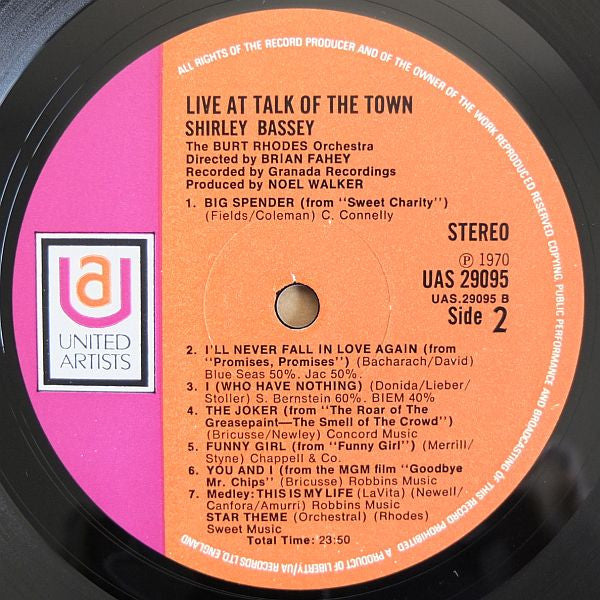 ALL RIGHTS OF THE RECORD PRODUCER AND OF THE OWNER OF THE WORK REPRODUCED RESERVED COPYING PUBLIC PERFORMANCE AND BROADCASTING OF THIS RECORD PROHIBITED A PRODUCT OF LIBERTY/UA RECORDS LTD, ENGLAND
LIVE AT TALK OF THE TOWN
SHIRLEY BASSEY
The BURT RHODES Orchestra
Directed by BRIAN FAHEY
Recorded by Granada Recordings
Produced by NOEL WALKER
1. BIG SPENDER (from "Sweet Charity")
(Fields/Coleman) C. Connelly
STEREO
Ⓟ 1970
UAS 29095
UAS.29095 B
Side 2
ua
UNITED
ARTISTS
2. I'LL NEVER FALL IN LOVE AGAIN (from
"Promises, Promises") (Bacharach/David)
Blue Seas 50%. Jac 50%.
3. I (WHO HAVE NOTHING) (Donida/Leiber/
Stoller) S. Bernstein 60%. BIEM 40%
4. THE JOKER (from "The Roar of The
Greasepaint—The Smell of The Crowd")
(Bricusse/Newley) Concord Music
5. FUNNY GIRL (from "Funny Girl") (Merrill/
Styne) Chappell & Co.
6. YOU AND I (from the MGM film "Goodbye
Mr. Chips" (Bricusse) Robbins Music
7. Medley: THIS IS MY LIFE (LaVita) (Newell/
Canfora/Amurri) Robbins Music
STAR THEME (Orchestral) (Rhodes)
Sweet Music
Total Time: 23:50